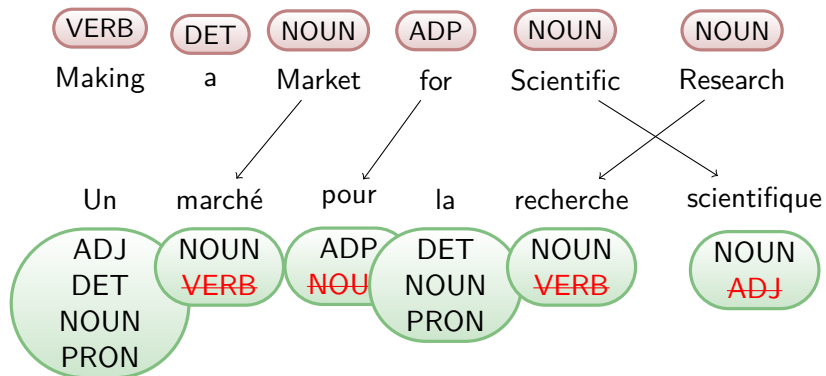 VERB DET NOUN ADP NOUN NOUN
Making a Market for Scientific Research
Un marché pour la recherche scientifique
ADJ NOUN ADP DET NOUN NOUN
DET VERB NOU NOUN VERB ADJ
NOUN PRON
PRON